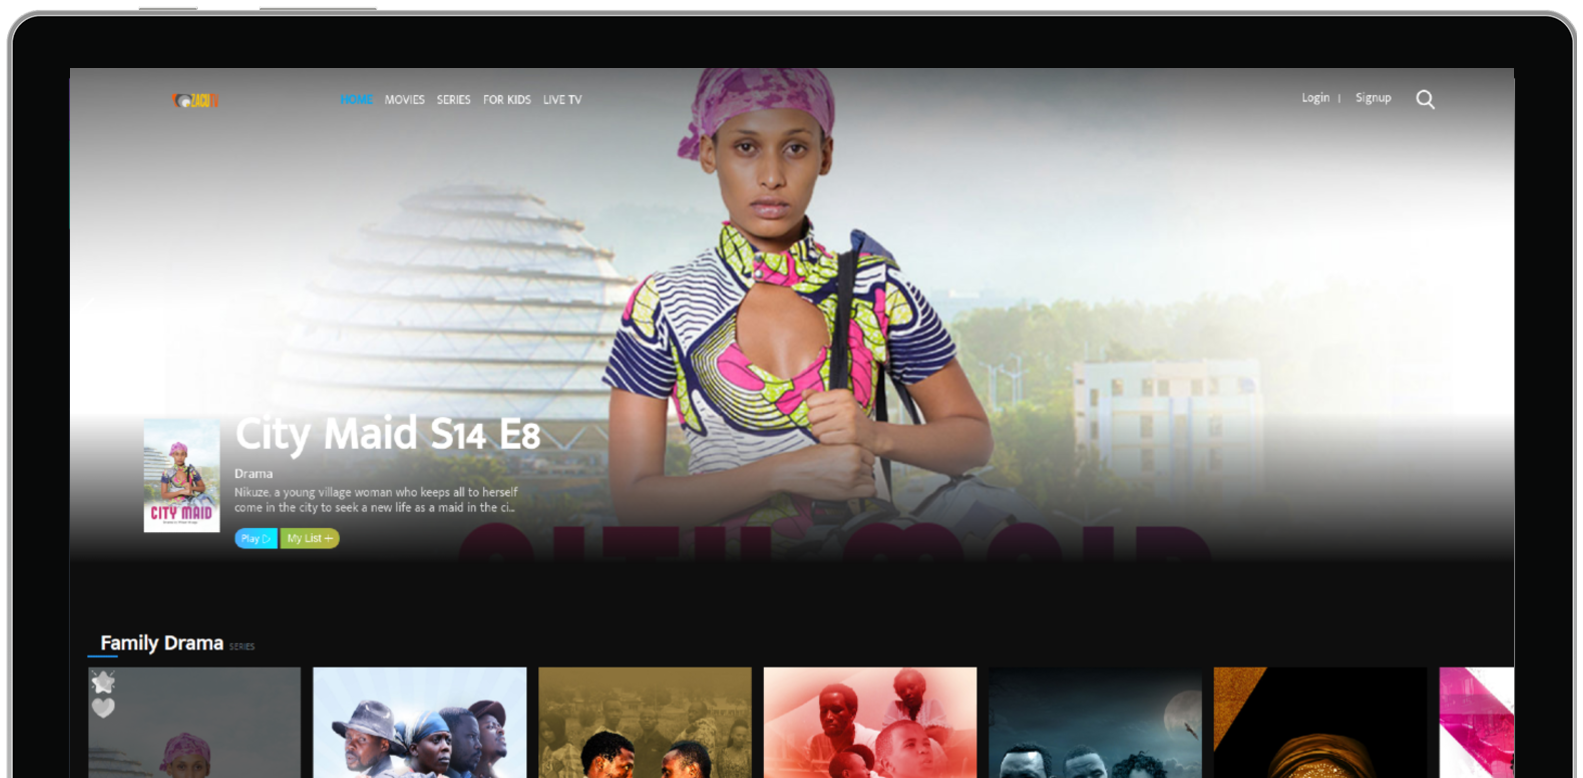 ZACU TV
HOME MOVIES SERIES FOR KIDS LIVE TV
Login | Signup
City Maid S14 E8
Drama
Nikuze, a young village woman who keeps all to herself
come in the city to seek a new life as a maid in the ci...
Play My List +
CITY MAID
CITY MAID
Family Drama SERIES